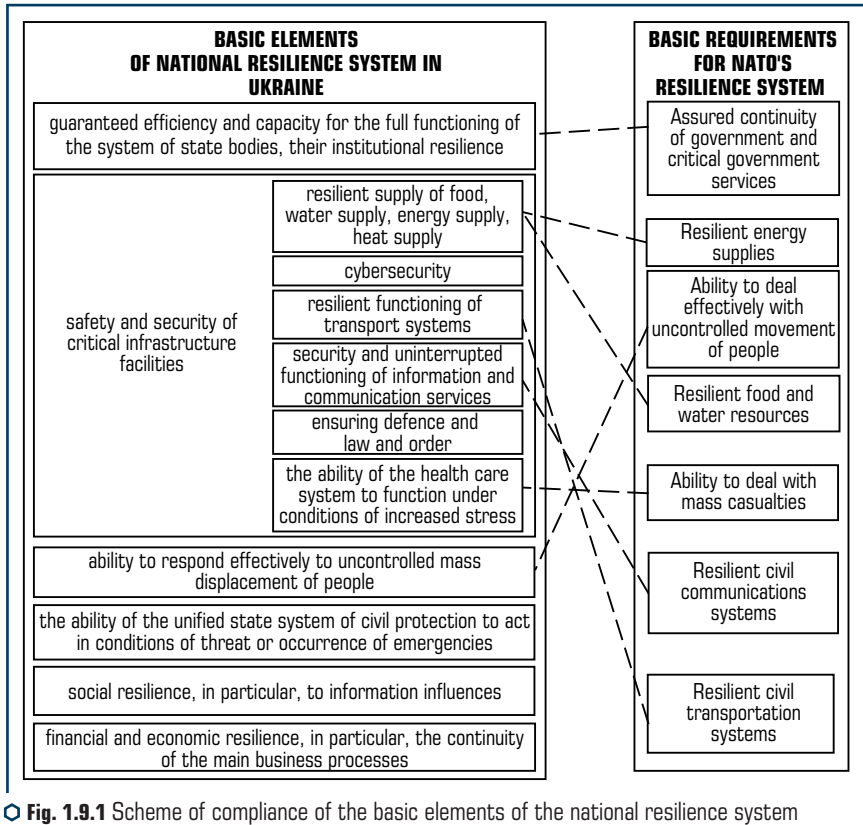 BASIC ELEMENTS
OF NATIONAL RESILIENCE SYSTEM IN
UKRAINE
guaranteed efficiency and capacity for the full functioning of
the system of state bodies, their institutional resilience
safety and security of
critical infrastructure
facilities
resilient supply of food,
water supply, energy supply,
heat supply
cybersecurity
resilient functioning of
transport systems
security and uninterrupted
functioning of information and
communication services
ensuring defence and
law and order
the ability of the health care
system to function under
conditions of increased stress
ability to respond effectively to uncontrolled mass
displacement of people
the ability of the unified state system of civil protection to act
in conditions of threat or occurrence of emergencies
social resilience, in particular, to information influences
financial and economic resilience, in particular, the continuity
of the main business processes
BASIC REQUIREMENTS
FOR NATO'S
RESILIENCE SYSTEM
Assured continuity
of government and
critical government
services
Resilient energy
supplies
Ability to deal
effectively with
uncontrolled movement
of people
Resilient food and
water resources
Ability to deal with
mass casualties
Resilient civil
communications
systems
Resilient civil
transportation
systems
Fig. 1.9.1 Scheme of compliance of the basic elements of the national resilience system